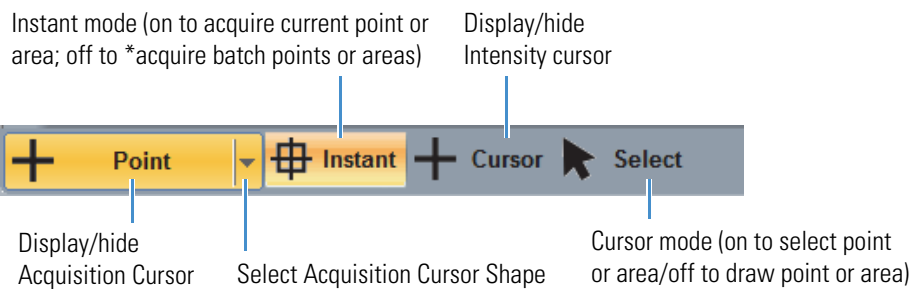 Instant mode (on to acquire current point or
area; off to *acquire batch points or areas)
Display/hide
Intensity cursor
Point
Instant
Cursor
Select
Display/hide
Acquisition Cursor
Select Acquisition Cursor Shape
Cursor mode (on to select point
or area/off to draw point or area)